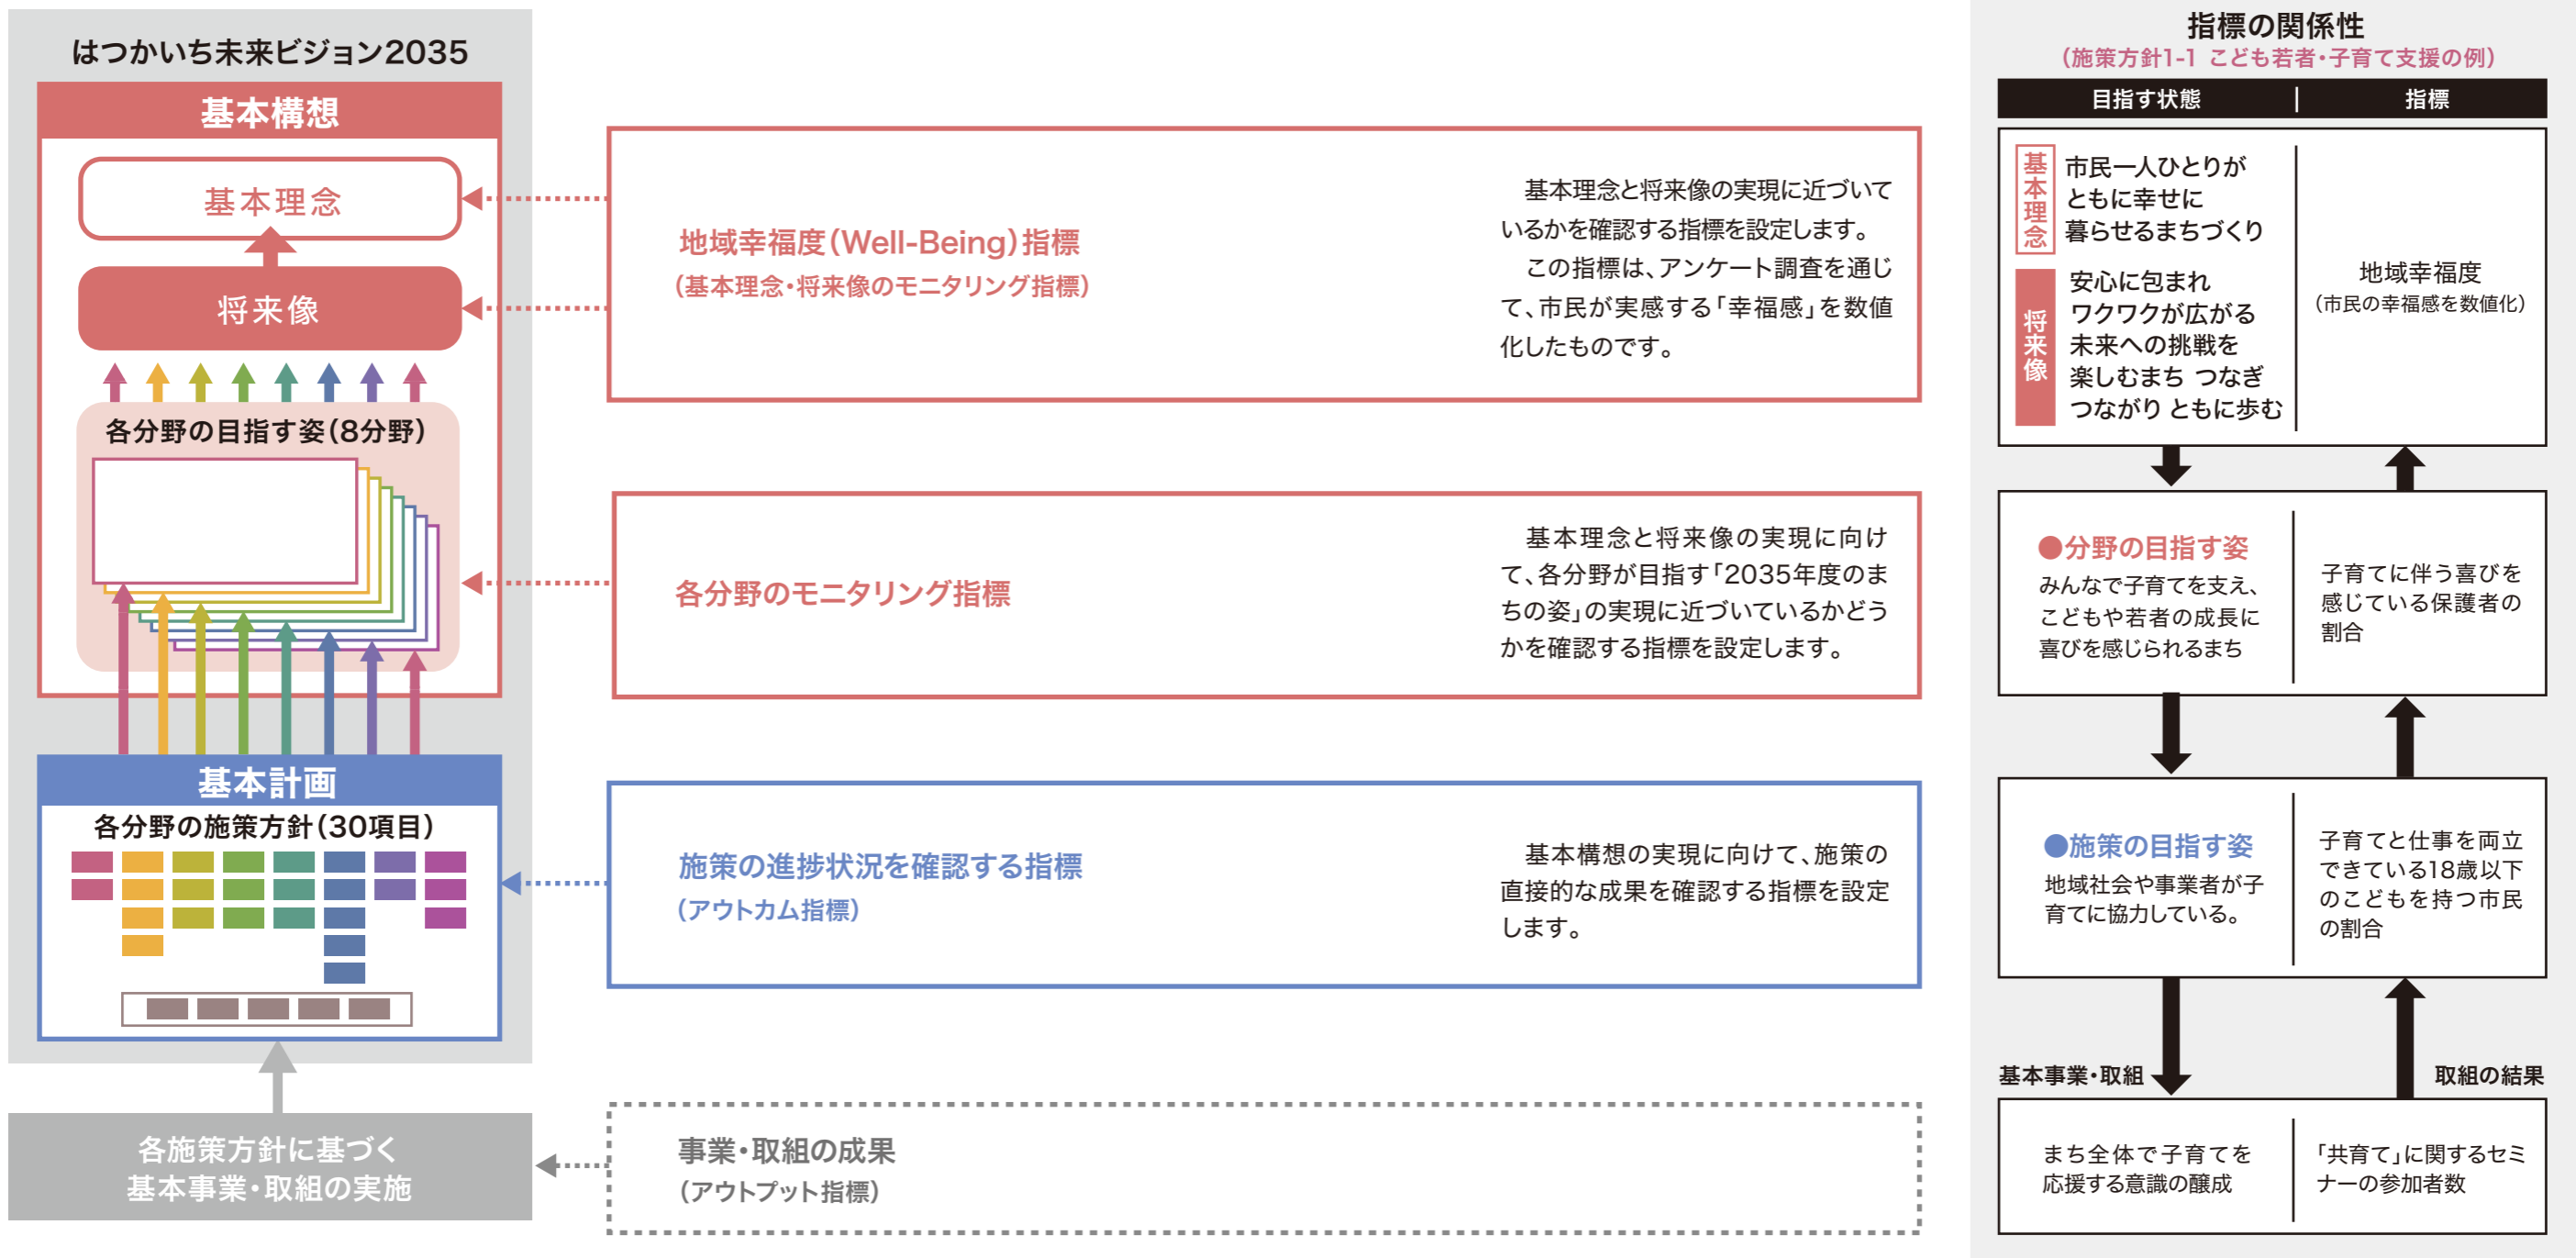 はつかいち未来ビジョン2035
基本構想
基本理念
将来像
各分野の目指す姿(8分野)
基本計画
各分野の施策方針(30項目)
各施策方針に基づく
基本事業・取組の実施
地域幸福度(Well-Being)指標
(基本理念・将来像のモニタリング指標)
基本理念と将来像の実現に近づいて
いるかを確認する指標を設定します。
この指標は、アンケート調査を通じ
て、市民が実感する「幸福感」を数値
化したものです。
各分野のモニタリング指標
基本理念と将来像の実現に向け
て、各分野が目指す「2035年度のま
ちの姿」の実現に近づいているかどう
かを確認する指標を設定します。
施策の進捗状況を確認する指標
(アウトカム指標)
基本構想の実現に向けて、施策の
直接的な成果を確認する指標を設定
します。
事業・取組の成果
(アウトプット指標)
指標の関係性
(施策方針1-1 こども若者・子育て支援の例)
目指す状態 | 指標
基本理念
市民一人ひとりが
ともに幸せに
暮らせるまちづくり
将来像
安心に包まれ
ワクワクが広がる
未来への挑戦を
楽しむまち つなぎ
つながり ともに歩む
地域幸福度
(市民の幸福感を数値化)
●分野の目指す姿
みんなで子育てを支え、
こどもや若者の成長に
喜びを感じられるまち
子育てに伴う喜びを
感じている保護者の
割合
●施策の目指す姿
地域社会や事業者が子
育てに協力している。
子育てと仕事を両立
できている18歳以下
のこどもを持つ市民
の割合
基本事業・取組
取組の結果
まち全体で子育てを
応援する意識の醸成
「共育て」に関するセミ
ナーの参加者数